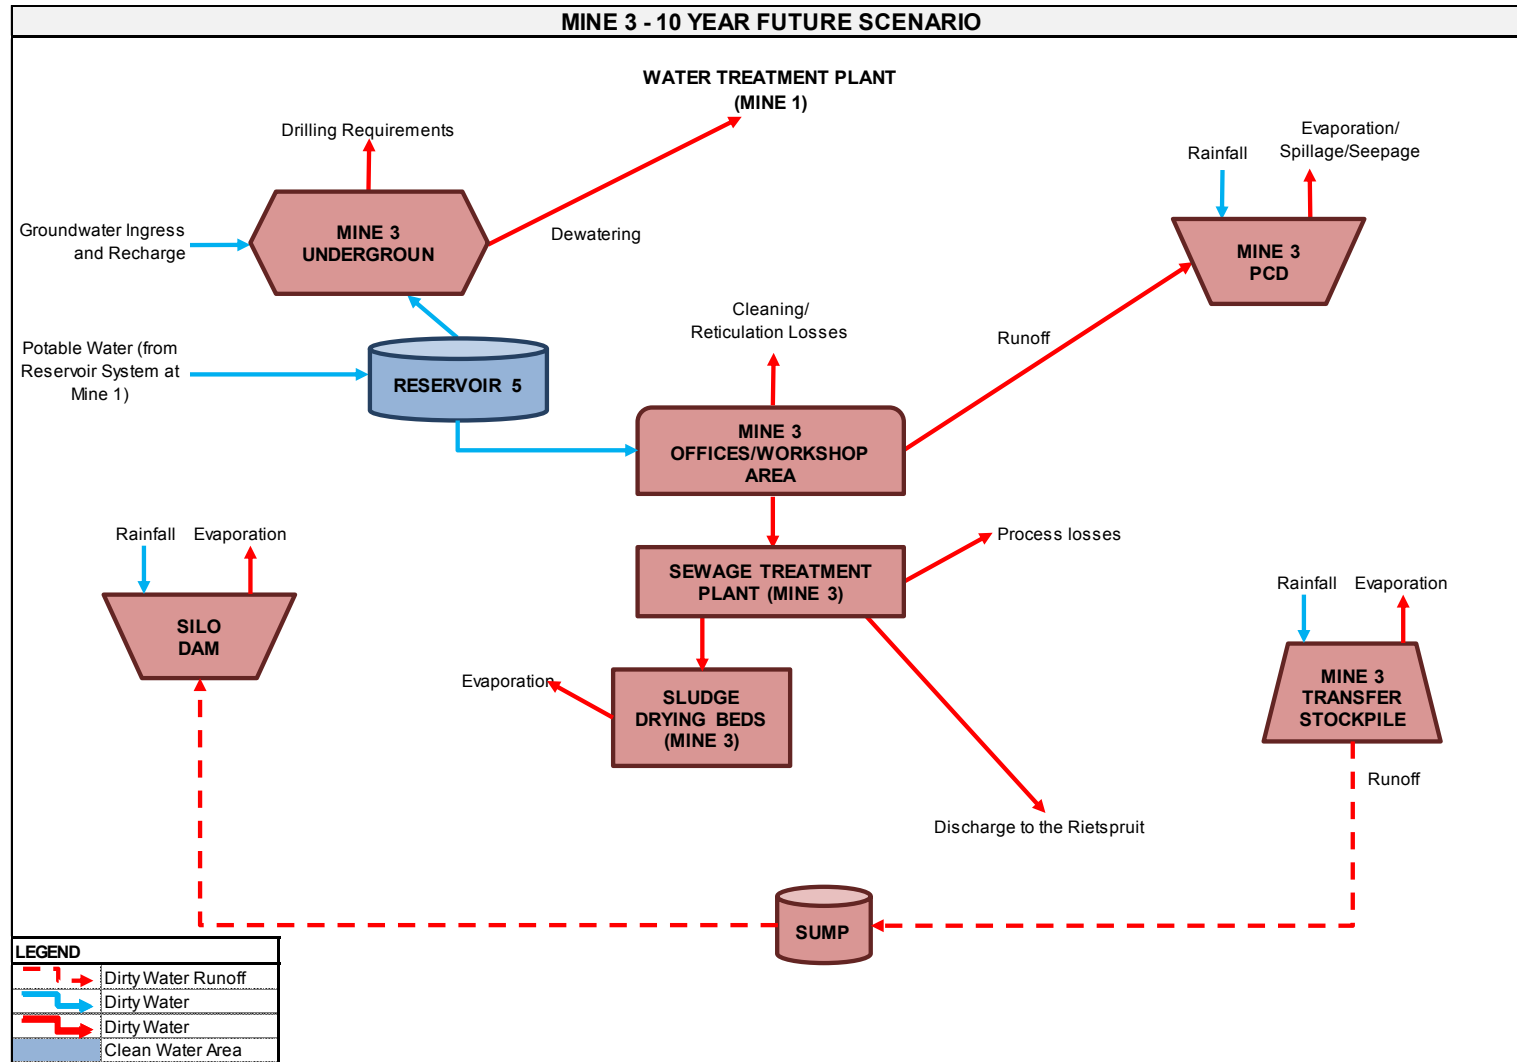 MINE 3 - 10 YEAR FUTURE SCENARIO
WATER TREATMENT PLANT
(MINE 1)
Drilling Requirements
Evaporation/
Spillage/Seepage
Rainfall
Groundwater Ingress
and Recharge
MINE 3
UNDERGROUN
Dewatering
MINE 3
PCD
Cleaning/
Reticulation Losses
Runoff
Potable Water (from
Reservoir System at
Mine 1)
RESERVOIR 5
MINE 3
OFFICES/WORKSHOP
AREA
Rainfall
Evaporation
Process losses
SEWAGE TREATMENT
PLANT (MINE 3)
Rainfall
Evaporation
SILO
DAM
Evaporation
SLUDGE
DRYING BEDS
(MINE 3)
MINE 3
TRANSFER
STOCKPILE
Runoff
Discharge to the Rietspruit
SUMP
LEGEND
Dirty Water Runoff
Dirty Water
Dirty Water
Clean Water Area